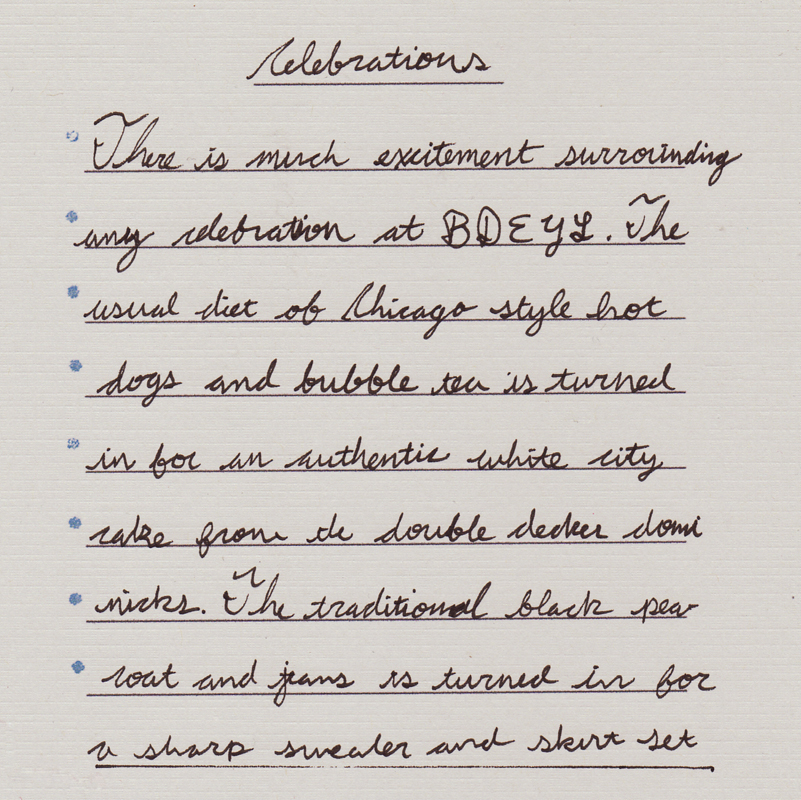 Celebrations
There is much excitement surrounding
any celebration at BDEYL. The
usual diet of Chicago style hot
dogs and bubble tea is turned
in for an authentic white city
cake from the double decker domi
nicks. The traditional black pea
coat and jeans is turned in for
a sharp sweater and skirt set